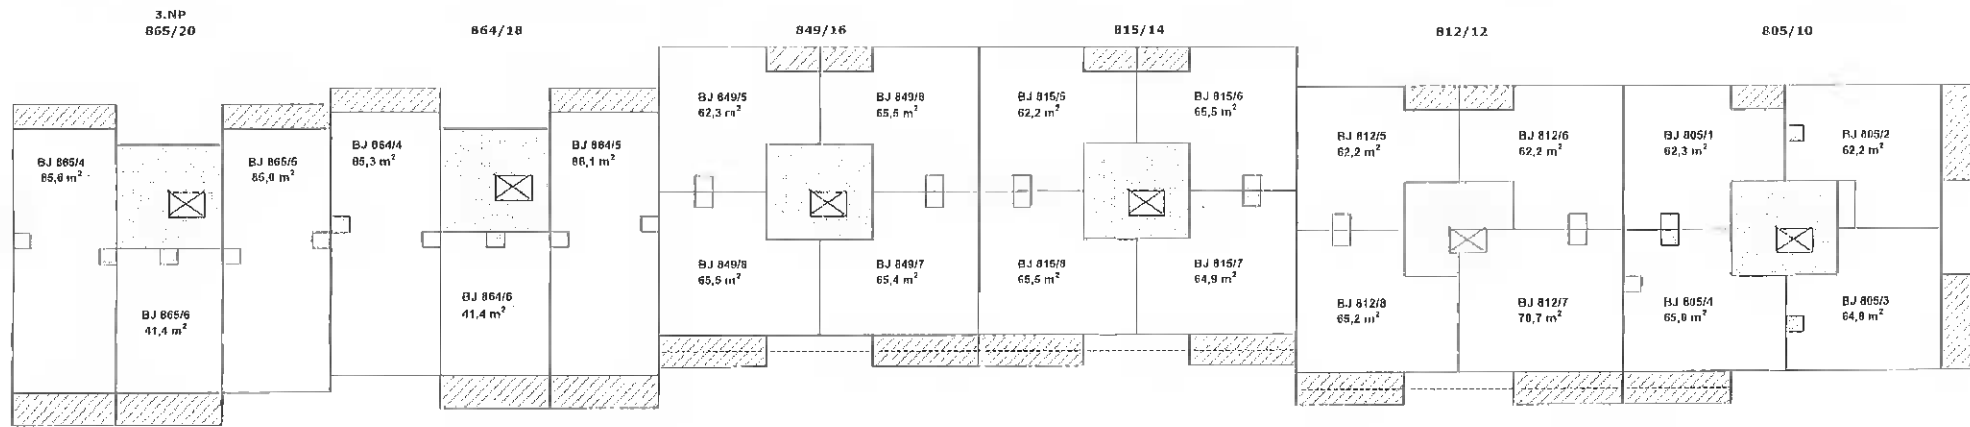 3.NP
865/20
864/18
849/16
815/14
812/12
805/10
BJ 865/4
85,6 m²
BJ 865/5
85,0 m²
BJ 865/6
41,4 m²
BJ 864/4
85,3 m²
BJ 864/5
86,1 m²
BJ 864/6
41,4 m²
BJ 849/5
62,3 m²
BJ 849/6
65,5 m²
BJ 849/8
65,5 m²
BJ 849/7
65,4 m²
BJ 815/5
62,2 m²
BJ 815/6
65,5 m²
BJ 815/8
65,5 m²
BJ 815/7
64,9 m²
BJ 812/5
62,2 m²
BJ 812/6
62,2 m²
BJ 812/8
65,2 m²
BJ 812/7
70,7 m²
BJ 805/1
62,3 m²
BJ 805/2
62,2 m²
BJ 805/4
65,8 m²
BJ 805/3
64,8 m²